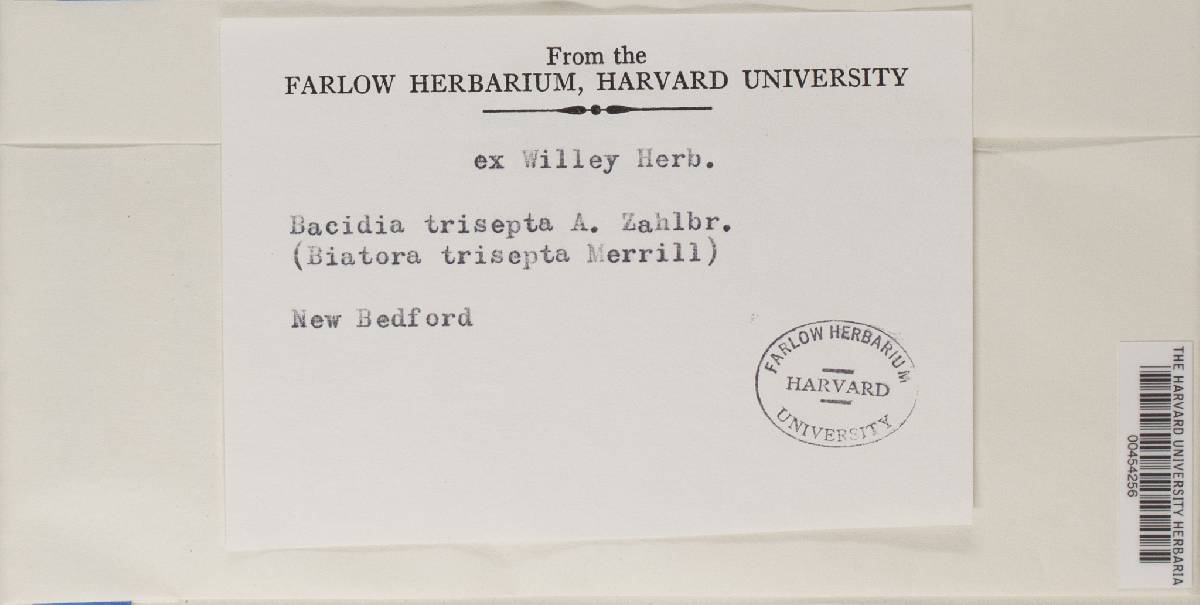 From the
FARLOW HERBARIUM, HARVARD UNIVERSITY
ex Willey Herb.
Bacidia trisepta A. Zahlbr.
(Biatora trisepta Merrill)
New Bedford
FARLOW HERBARIUM
HARVARD
UNIVERSITY
THE HARVARD UNIVERSITY HERBARIA
00454256